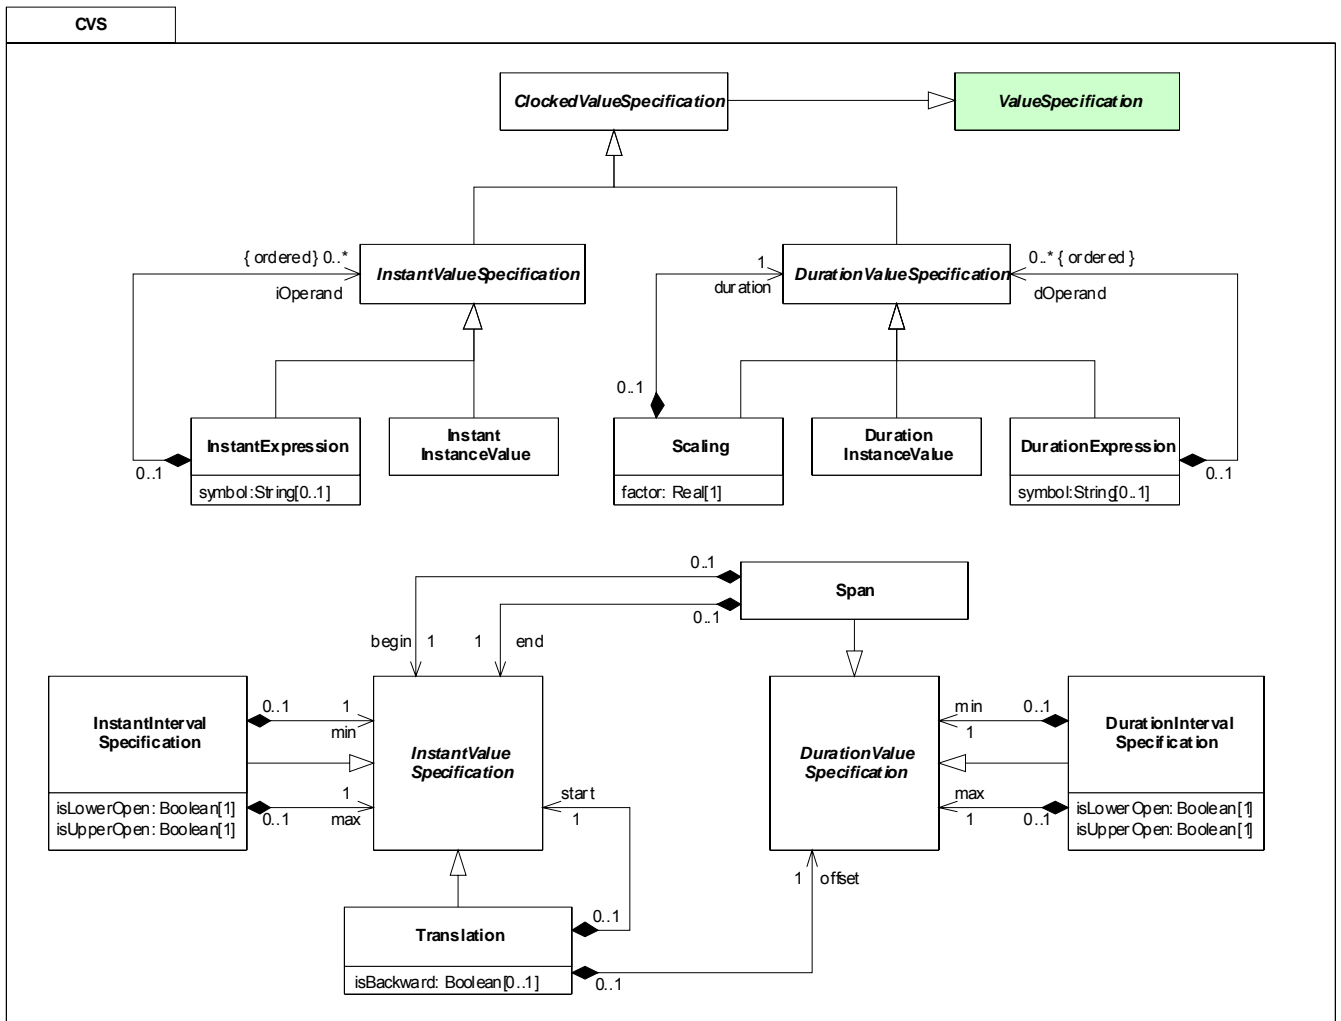 CVS
ClockedValueSpecification
ValueSpecification
{ ordered} 0..*
iOperand
InstantValueSpecification
1
duration
DurationValueSpecification
0..* { ordered }
dOperand
0..1
InstantExpression
symbol:String[0..1]
0..1
Instant
InstanceValue
Scaling
factor: Real[1]
Duration
InstanceValue
DurationExpression
symbol:String[0..1]
0..1
0..1
Span
0..1
begin 1
1 end
InstantInterval
Specification
isLowerOpen: Boolean[1]
isUpperOpen: Boolean[1]
0..1
1
min
1
0..1
max
InstantValue
Specification
start
1
DurationValue
Specification
min
0..1
1
max
1
0..1
DurationInterval
Specification
isLowerOpen: Boolean[1]
isUpperOpen: Boolean[1]
1 offset
Translation
isBackward: Boolean[0..1]
0..1
0..1